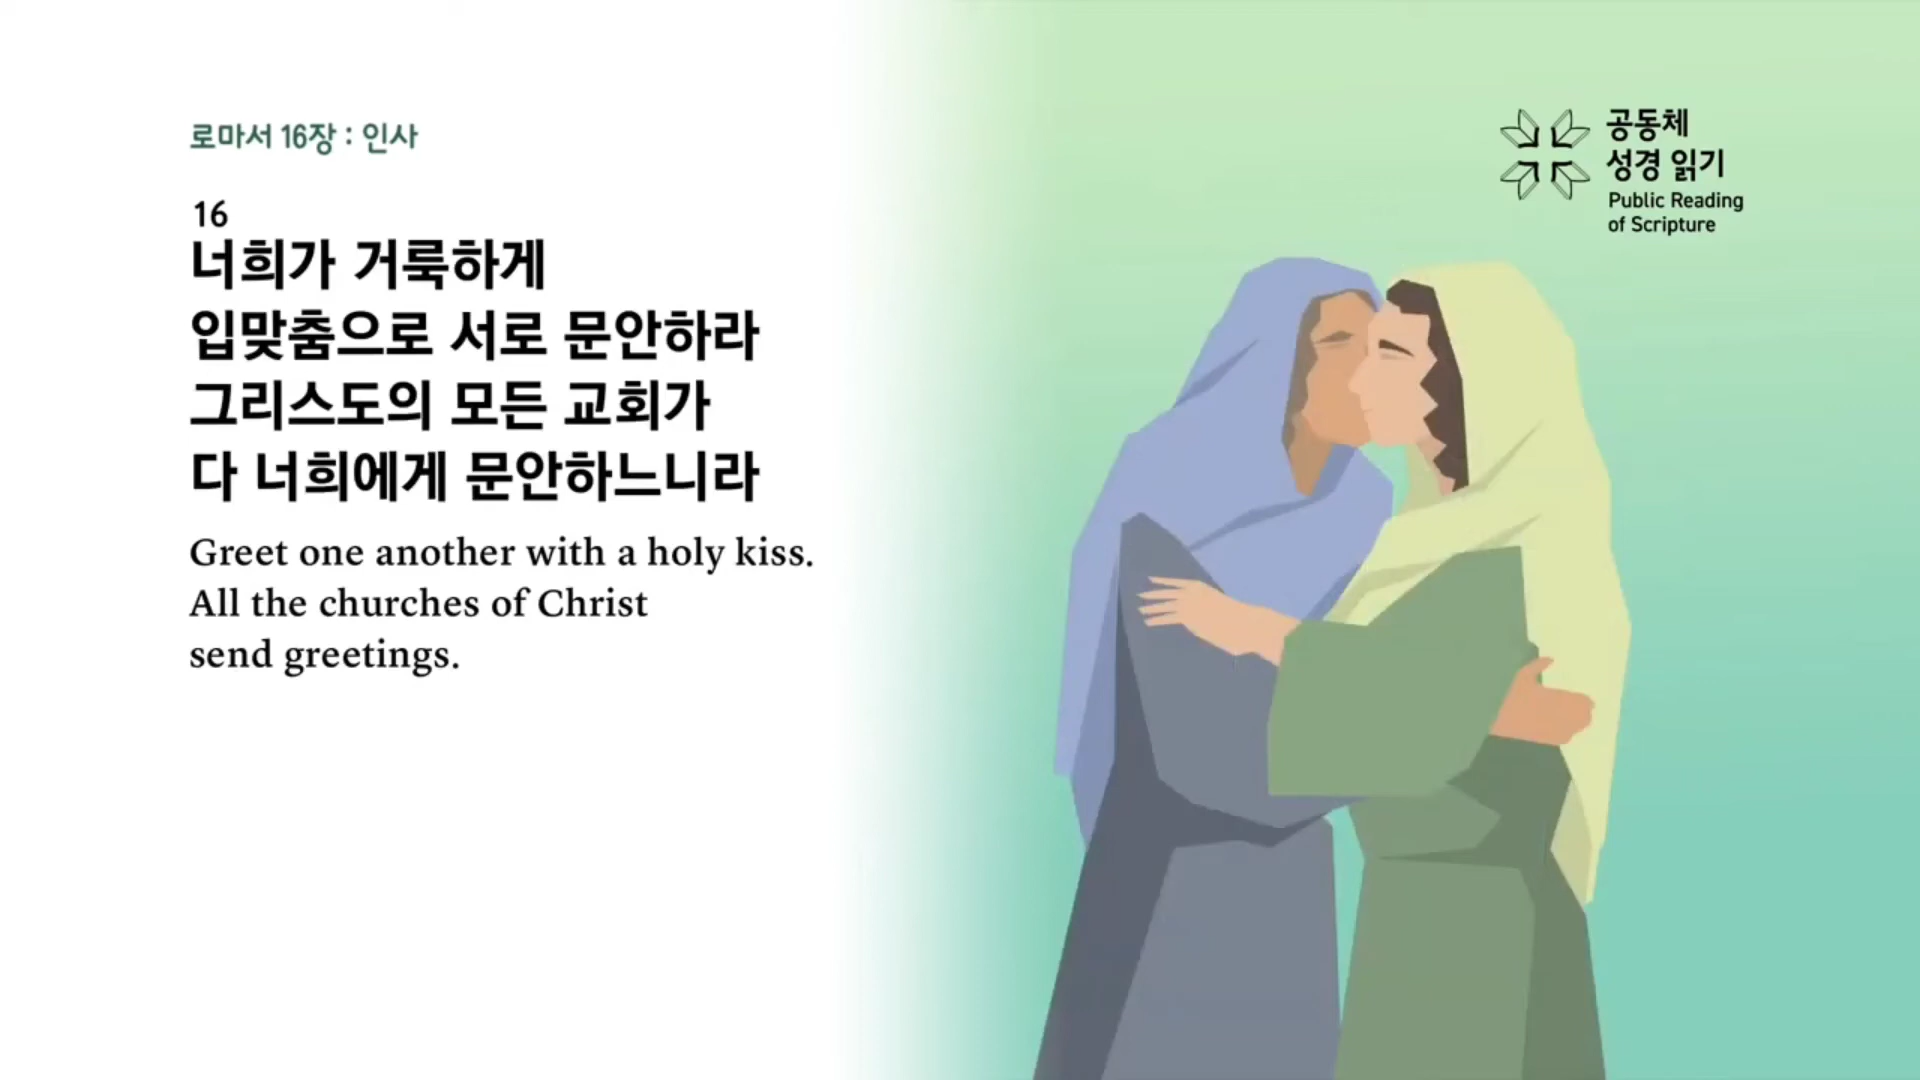 로마서 16장 : 인사
16
너희가 거룩하게
입맞춤으로 서로 문안하라
그리스도의 모든 교회가
다 너희에게 문안하느니라
Greet one another with a holy kiss.
All the churches of Christ
send greetings.
공동체
성경 읽기
Public Reading
of Scripture